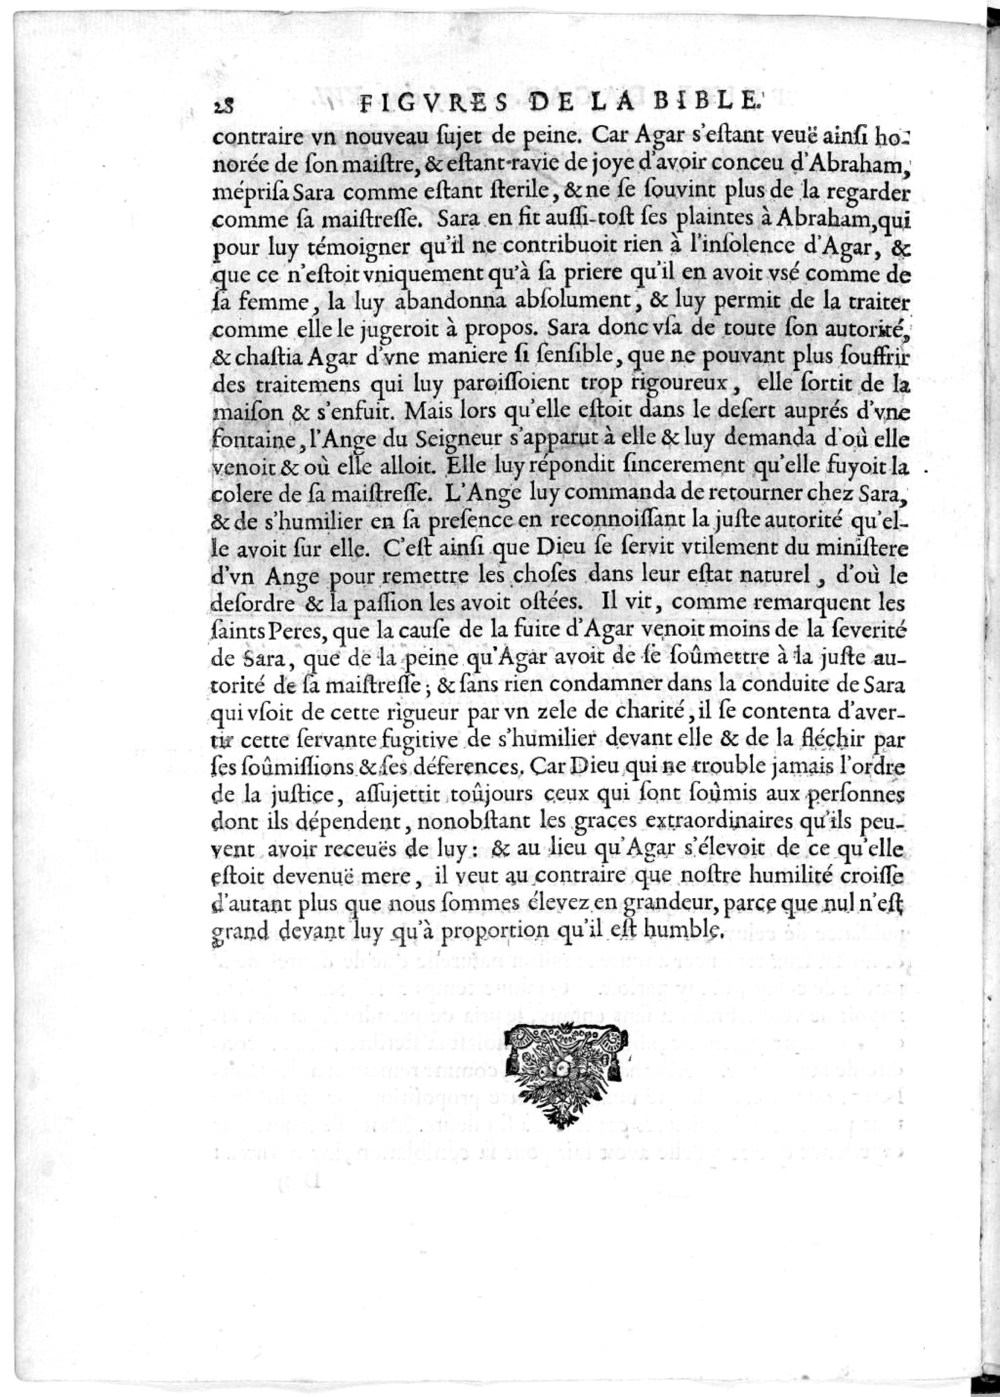 28 FIGVRES DE LA BIBLE.
contraire vn nouveau ſujet de peine. Car Agar s'eſtant veuë ainſi ho-
norée de ſon maiſtre, & eſtant ravie de joye d'avoir conceu d'Abraham,
mépriſa Sara comme eſtant ſterile, & ne ſe ſouvint plus de la regarder
comme ſa maiſtreſſe. Sara en fit auſſi-toſt ſes plaintes à Abraham, qui
pour luy témoigner qu'il ne contribuoit rien à l'inſolence d'Agar, &
que ce n'eſtoit vniquement qu'à ſa priere qu'il en avoit vsé comme de
ſa femme, la luy abandonna abſolument, & luy permit de la traiter
comme elle le jugeroit à propos. Sara donc vſa de toute ſon autorité,
& chaſtia Agar d'vne maniere ſi ſenſible, que ne pouvant plus ſouffrir
des traitemens qui luy paroiſſoient trop rigoureux, elle ſortit de la
maiſon & s'enfuit. Mais lors qu'elle eſtoit dans le deſert auprés d'vne
fontaine, l'Ange du Seigneur s'apparut à elle & luy demanda d'où elle
venoit & où elle alloit. Elle luy répondit ſincerement qu'elle fuyoit la
colere de ſa maiſtreſſe. L'Ange luy commanda de retourner chez Sara,
& de s'humilier en ſa preſence en reconnoiſſant la juſte autorité qu'el-
le avoit ſur elle. C'eſt ainſi que Dieu ſe ſervit vtilement du miniſtere
d'vn Ange pour remettre les choſes dans leur eſtat naturel, d'où le
deſordre & la paſſion les avoit oſtées. Il vit, comme remarquent les
ſaints Peres, que la cauſe de la fuite d'Agar venoit moins de la ſeverité
de Sara, que de la peine qu'Agar avoit de ſe ſoûmettre à la juſte au-
torité de ſa maiſtreſſe; & ſans rien condamner dans la conduite de Sara
qui vſoit de cette rigueur par vn zele de charité, il ſe contenta d'aver-
tir cette ſervante fugitive de s'humilier devant elle & de la fléchir par
ſes ſoûmiſſions & ſes déferences. Car Dieu qui ne trouble jamais l'ordre
de la juſtice, aſſujettit toûjours ceux qui ſont ſoûmis aux perſonnes
dont ils dépendent, nonobſtant les graces extraordinaires qu'ils peu-
vent avoir receuës de luy: & au lieu qu'Agar s'élevoit de ce qu'elle
eſtoit devenuë mere, il veut au contraire que noſtre humilité croiſſe
d'autant plus que nous ſommes élevez en grandeur, parce que nul n'eſt
grand devant luy qu'à proportion qu'il eſt humble.